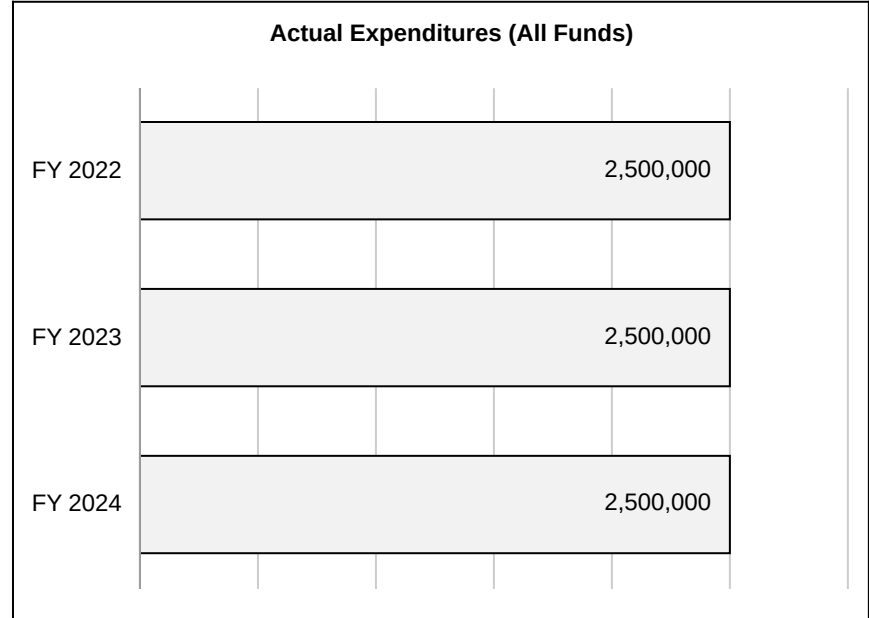 Actual Expenditures (All Funds)
FY 2022
2,500,000
FY 2023
2,500,000
FY 2024
2,500,000